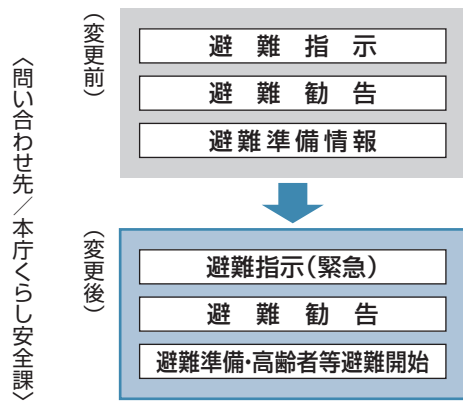 （変更前）
避難指示
避難勧告
避難準備情報
（変更後）
避難指示（緊急）
避難勧告
避難準備・高齢者等避難開始
〈問い合わせ先／本庁くらし安全課〉